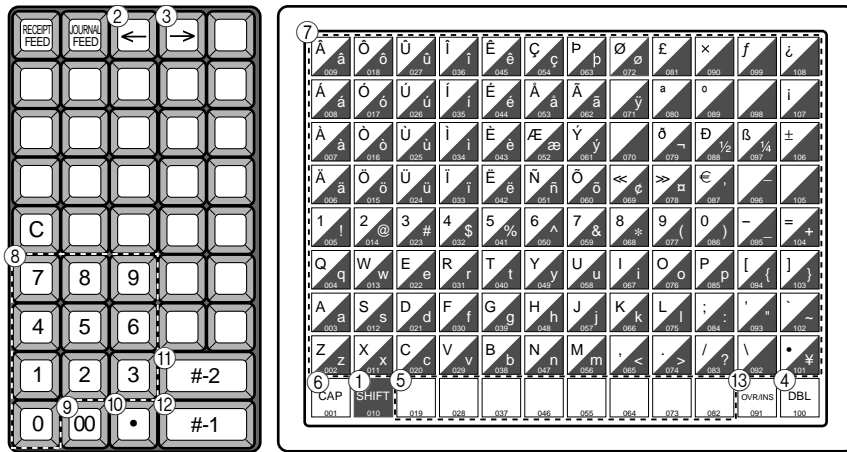 ② ③
RECEIPT FEED JOURNAL FEED ← →
C
⑧
7 8 9
4 5 6
⑪
1 2 3 #-2
⑨ ⑩ ⑫
0 00 • #-1
⑦
Â â 009 Ô ô 018 Û û 027 Î î 036 Ê ê 045 Ç ç 054 Þ þ 063 Ø ø 072 £ 081 × 090 ƒ 099 ¿ 108
Á á 008 Ó ó 017 Ú ú 026 Í í 035 É é 044 Å å 053 Ã ã 062 ÿ 071 ª 080 º 089 098 ¡ 107
À à 007 Ò ò 016 Ù ù 025 Ì ì 034 È è 043 Æ æ 052 Ý ý 061 070 ð ¬ 079 Ð ½ 088 ß ¼ 097 ± 106
Ä ä 006 Ö ö 015 Ü ü 024 Ï ï 033 Ë ë 042 Ñ ñ 051 Õ õ 060 ≪ ¢ 069 ≫ ¤ 078 € ' 087 – 096 105
1 ! 005 2 @ 014 3 # 023 4 $ 032 5 % 041 6 ^ 050 7 & 059 8 * 068 9 ( 077 0 ) 086 - _ 095 = + 104
Q q 004 W w 013 E e 022 R r 031 T t 040 Y y 049 U u 058 I i 067 O o 076 P p 085 [ { 094 ] } 103
A a 003 S s 012 D d 021 F f 030 G g 039 H h 048 J j 057 K k 066 L l 075 ; : 084 ' " 093 ` ~ 102
Z z 002 X x 011 C c 020 V v 029 B b 038 N n 047 M m 056 , < 065 . > 074 / ? 083 \ 092 • ¥ 101
⑥ ① ⑤ ⑬ ④
CAP 001 SHIFT 010 019 028 037 046 055 064 073 082 OVR/INS 091 DBL 100